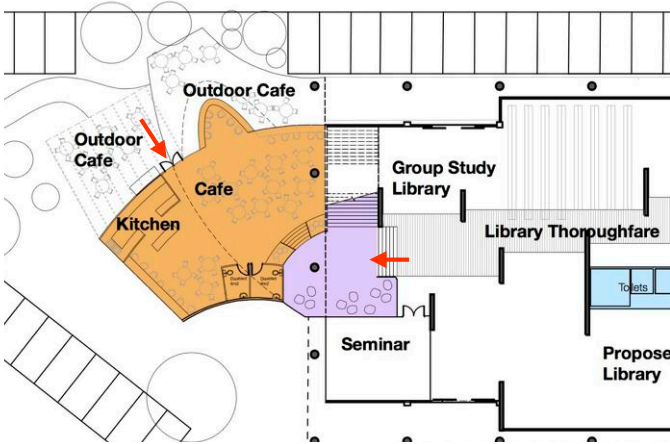 Outdoor Cafe
Outdoor
Cafe
Cafe
Kitchen
Group Study
Library
Library Thoroughfare
Toilets
Seminar
Propose
Library